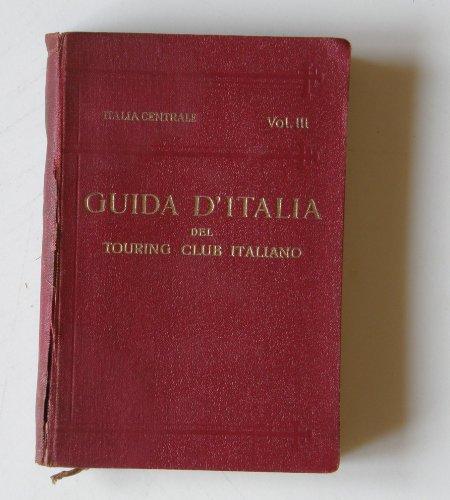 ITALIA CENTRALE Vol. III
GUIDA D'ITALIA
DEL
TOURING CLUB ITALIANO